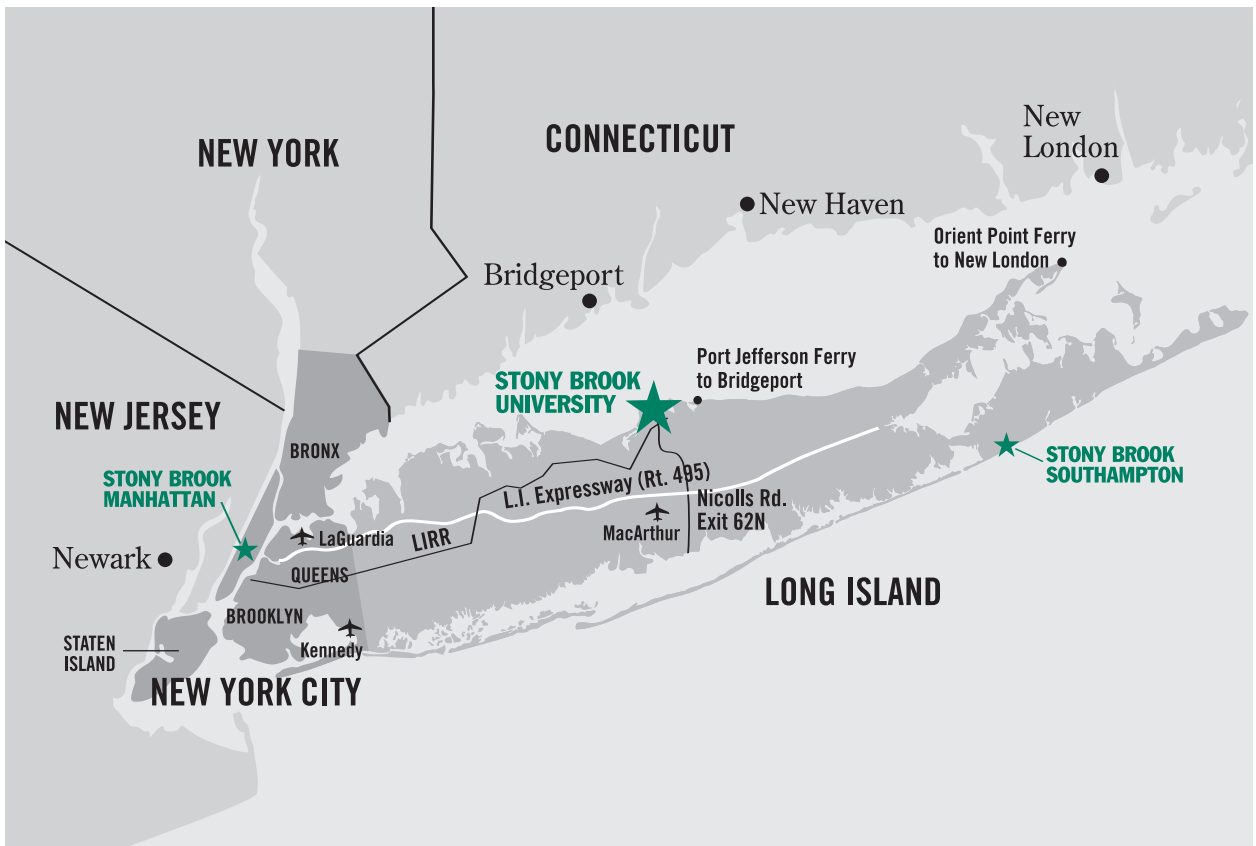 NEW YORK
CONNECTICUT
New
London
New Haven
Orient Point Ferry
to New London
Bridgeport
Port Jefferson Ferry
to Bridgeport
STONY BROOK
UNIVERSITY
NEW JERSEY
BRONX
STONY BROOK
MANHATTAN
STONY BROOK
SOUTHAMPTON
L.I. Expressway (Rt. 495)
Nicolls Rd.
Exit 62N
MacArthur
LaGuardia
LIRR
Newark
QUEENS
LONG ISLAND
BROOKLYN
Kennedy
STATEN
ISLAND
NEW YORK CITY